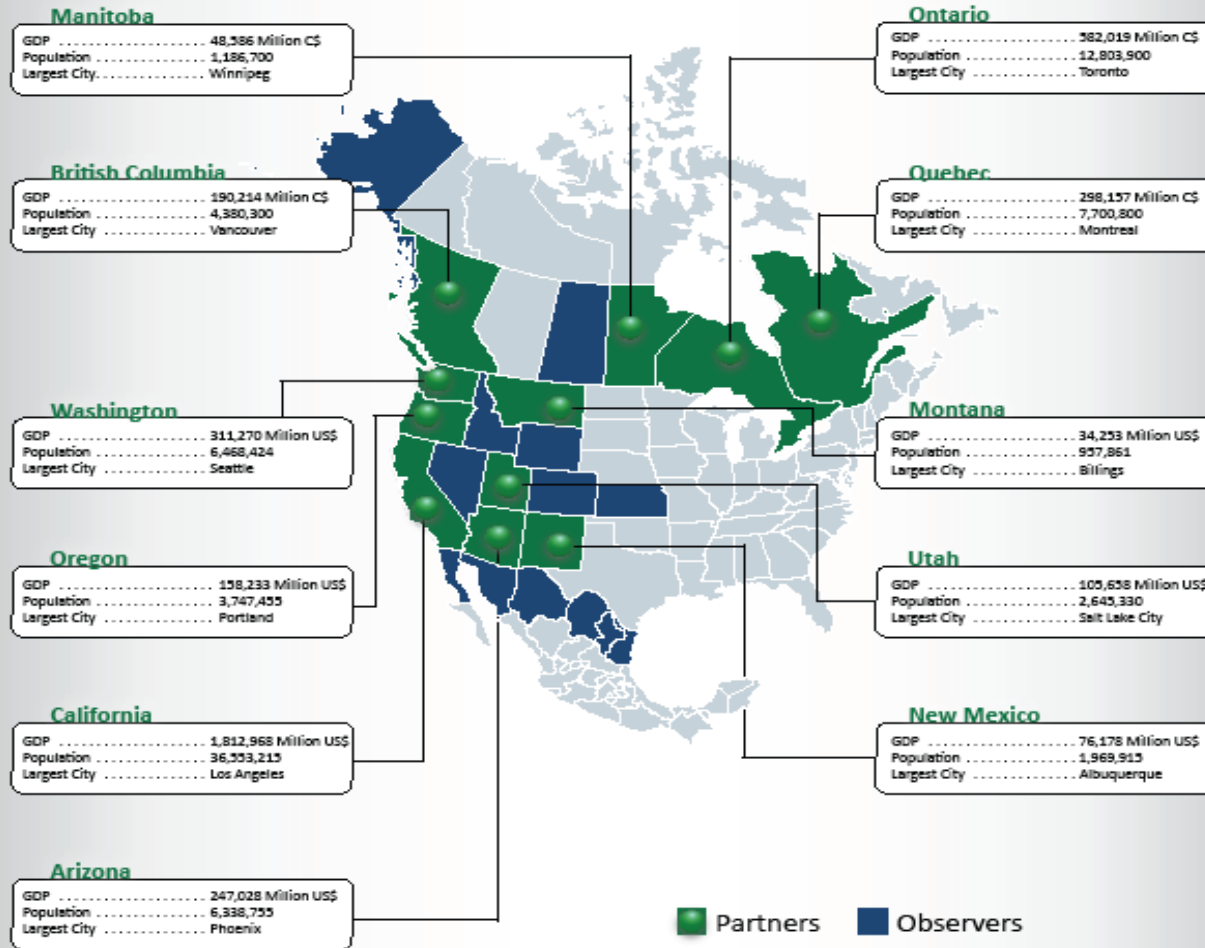 Manitoba
GDP .................... 48,586 Million C$
Population ............... 1,186,700
Largest City.............. Winnipeg
British Columbia
GDP .................... 190,214 Million C$
Population ............... 4,380,300
Largest City ............. Vancouver
Washington
GDP .................... 311,270 Million US$
Population ............... 6,468,424
Largest City ............. Seattle
Oregon
GDP .................... 158,233 Million US$
Population ............... 3,747,455
Largest City ............. Portland
California
GDP .................... 1,812,968 Million US$
Population ............... 36,553,215
Largest City ............. Los Angeles
Arizona
GDP .................... 247,028 Million US$
Population ............... 6,338,755
Largest City ............. Phoenix
Ontario
GDP .................... 582,019 Million C$
Population ............... 12,803,900
Largest City ............. Toronto
Quebec
GDP .................... 298,157 Million C$
Population ............... 7,700,800
Largest City ............. Montreal
Montana
GDP .................... 34,253 Million US$
Population ............... 957,861
Largest City ............. Billings
Utah
GDP .................... 105,658 Million US$
Population ............... 2,645,330
Largest City ............. Salt Lake City
New Mexico
GDP .................... 76,178 Million US$
Population ............... 1,969,915
Largest City ............. Albuquerque
Partners
Observers